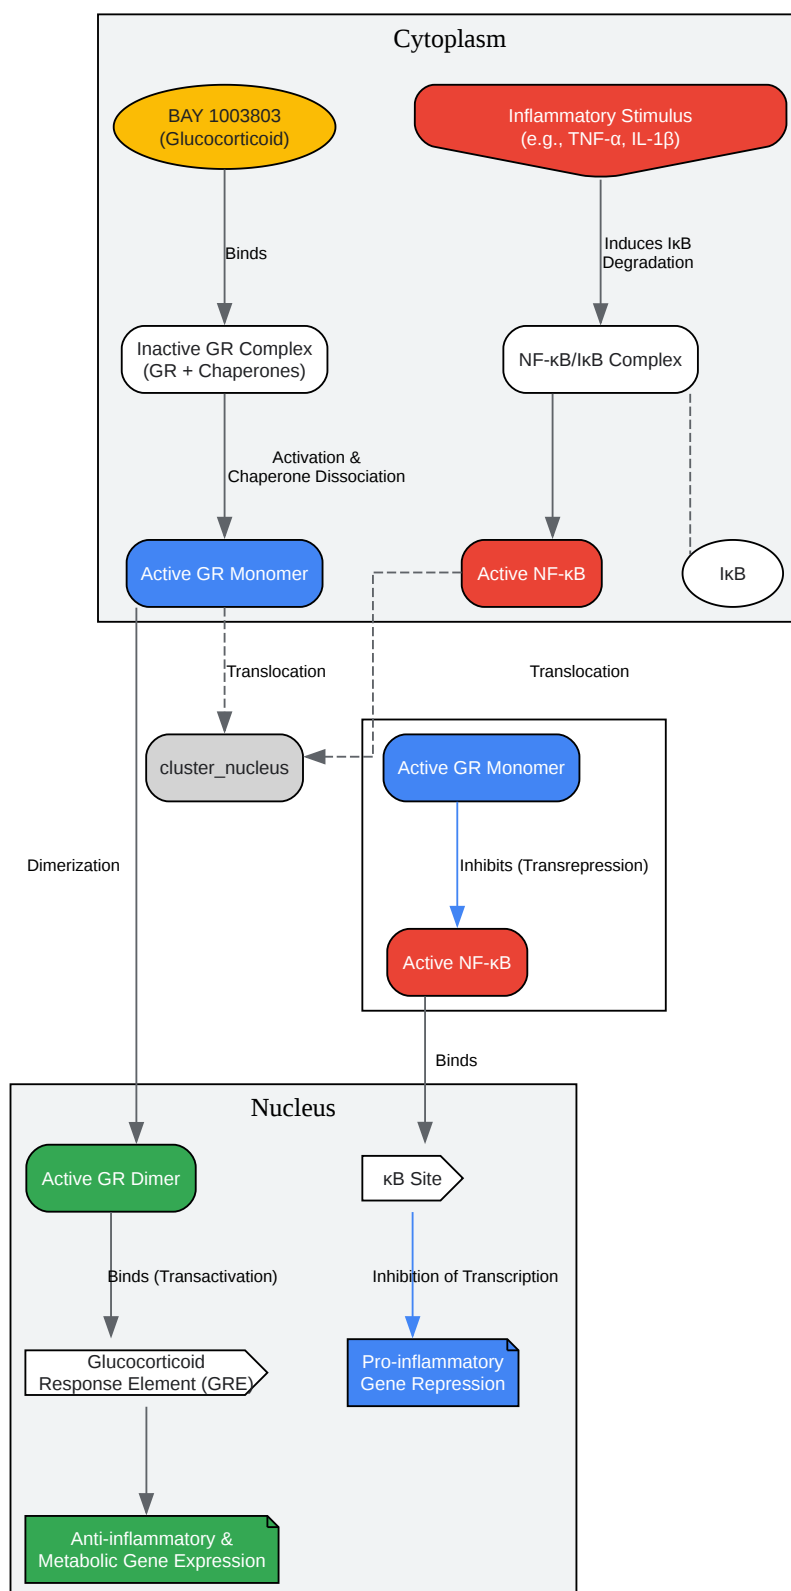 Cytoplasm
BAY 1003803
(Glucocorticoid)
Inflammatory Stimulus
(e.g., TNF-α, IL-1β)
Binds
Induces IκB
Degradation
Inactive GR Complex
(GR + Chaperones)
NF-κB/IκB Complex
Activation &
Chaperone Dissociation
Active GR Monomer
Active NF-κB
IκB
Translocation
Translocation
cluster_nucleus
Active GR Monomer
Dimerization
Inhibits (Transrepression)
Active NF-κB
Binds
Nucleus
Active GR Dimer
κB Site
Binds (Transactivation)
Inhibition of Transcription
Glucocorticoid
Response Element (GRE)
Pro-inflammatory
Gene Repression
Anti-inflammatory &
Metabolic Gene Expression